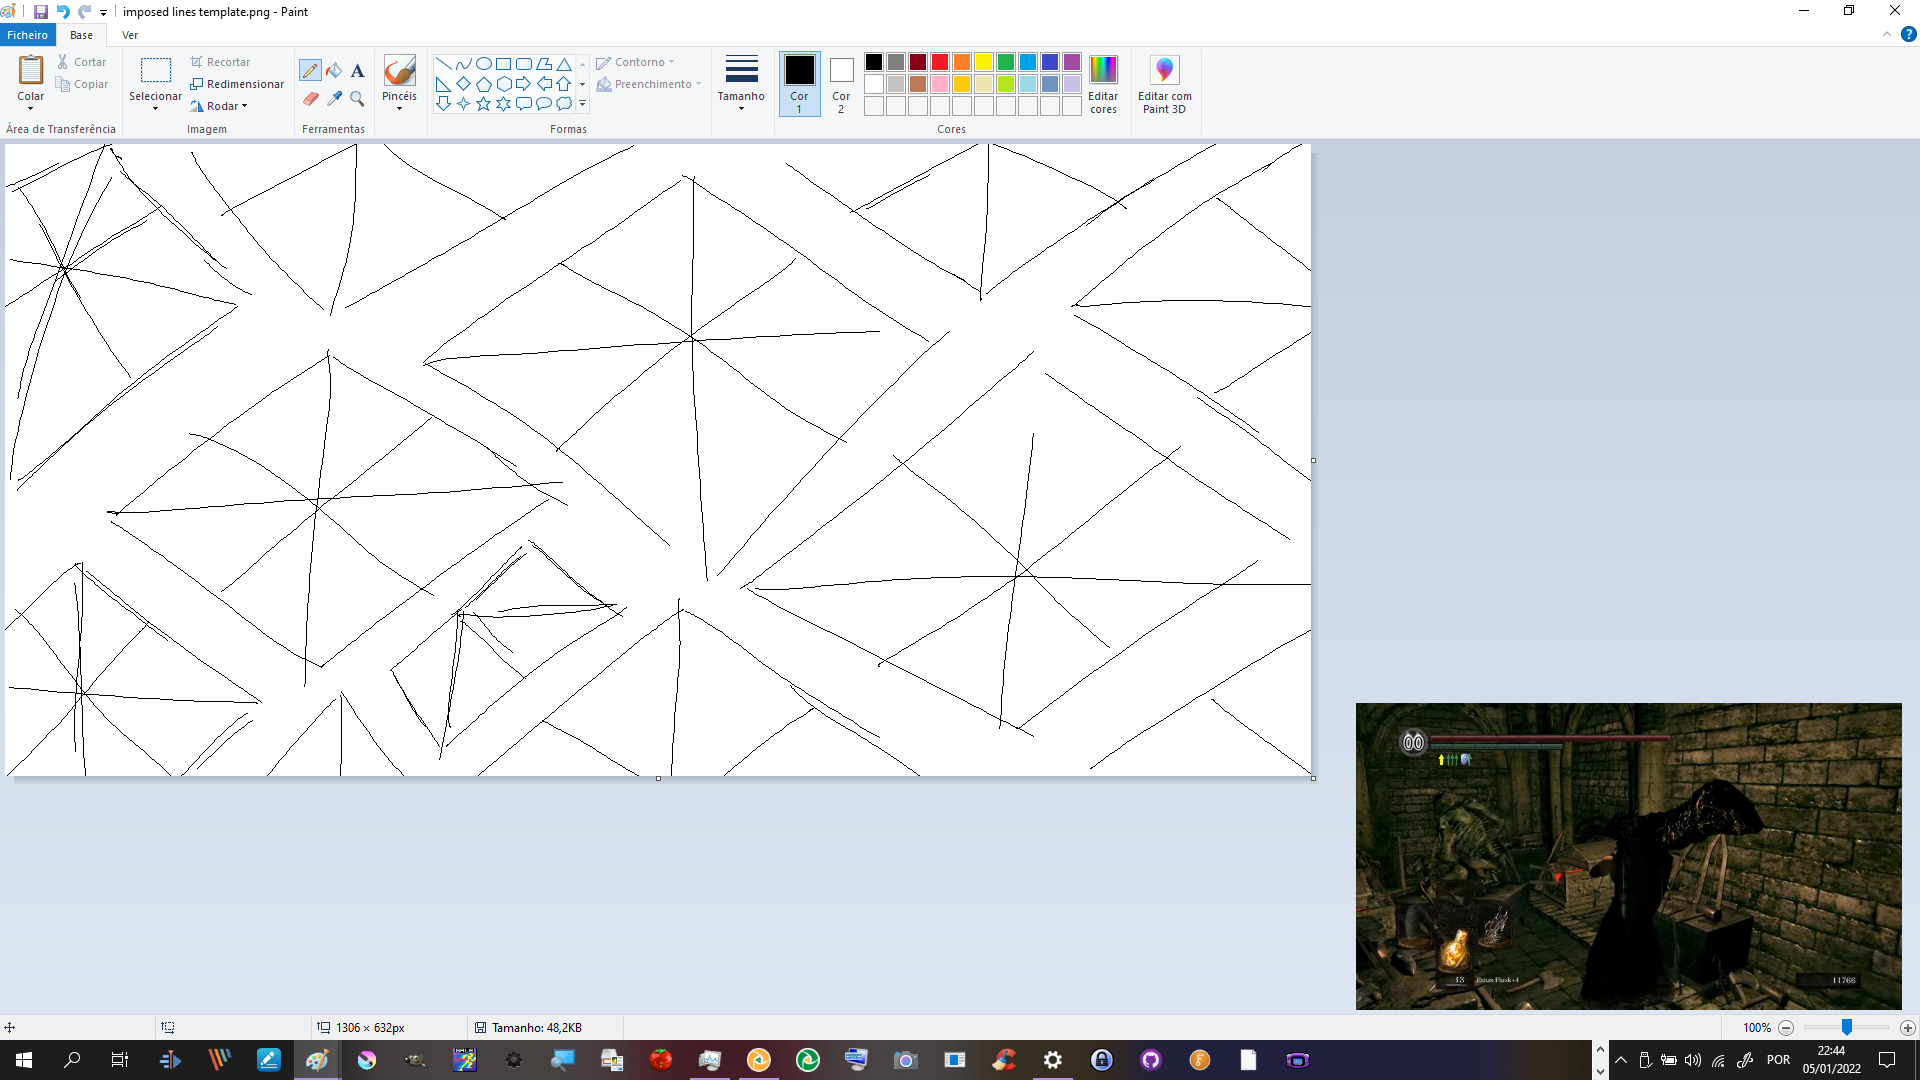 imposed lines template.png - Paint
Ficheiro
Base
Ver
Colar
Cortar
Copiar
Área de Transferência
Selecionar
Recortar
Redimensionar
Rodar
Imagem
A
Ferramentas
Pincéis
Contorno
Preenchimento
Formas
Tamanho
Cor
1
Cor
2
Editar
cores
Cores
Editar com
Paint 3D
00
13
Estus Flask+4
11766
1306 × 632px
Tamanho: 48,2KB
100%
POR
22:44
05/01/2022